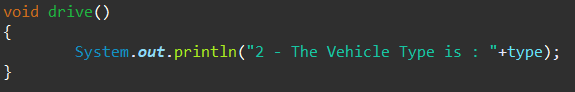 void drive()
{
        System.out.println("2 - The Vehicle Type is : "+type);
}